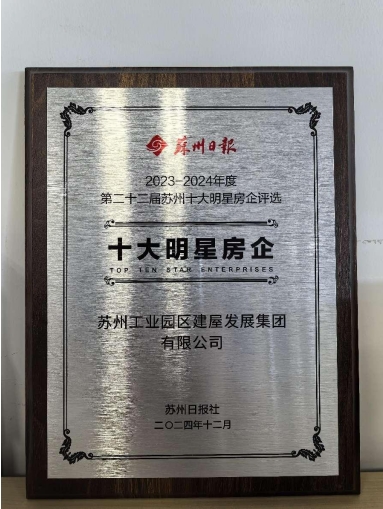 苏州日报
2023-2024年度
第二十三届苏州十大明星房企评选
十大明星房企
TOP TEN STAR ENTERPRISES
苏州工业园区建屋发展集团
有限公司
苏州日报社
二〇二四年十二月